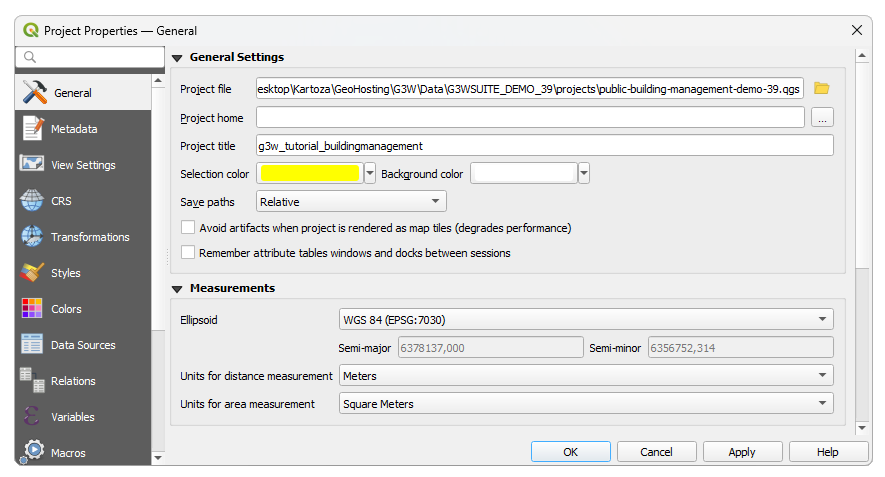 Project Properties — General
General Settings
General
Project file esktop\Kartoza\GeoHosting\G3W\Data\G3WSUITE_DEMO_39\projects\public-building-management-demo-39.qgs
Metadata
Project home ...
Project title g3w_tutorial_buildingmanagement
View Settings
Selection color Background color
CRS
Save paths Relative
Avoid artifacts when project is rendered as map tiles (degrades performance)
Transformations
Remember attribute tables windows and docks between sessions
Styles
Measurements
Colors
Ellipsoid WGS 84 (EPSG:7030)
Data Sources
Semi-major 6378137,000 Semi-minor 6356752,314
Relations
Units for distance measurement Meters
Units for area measurement Square Meters
Variables
Macros
OK Cancel Apply Help